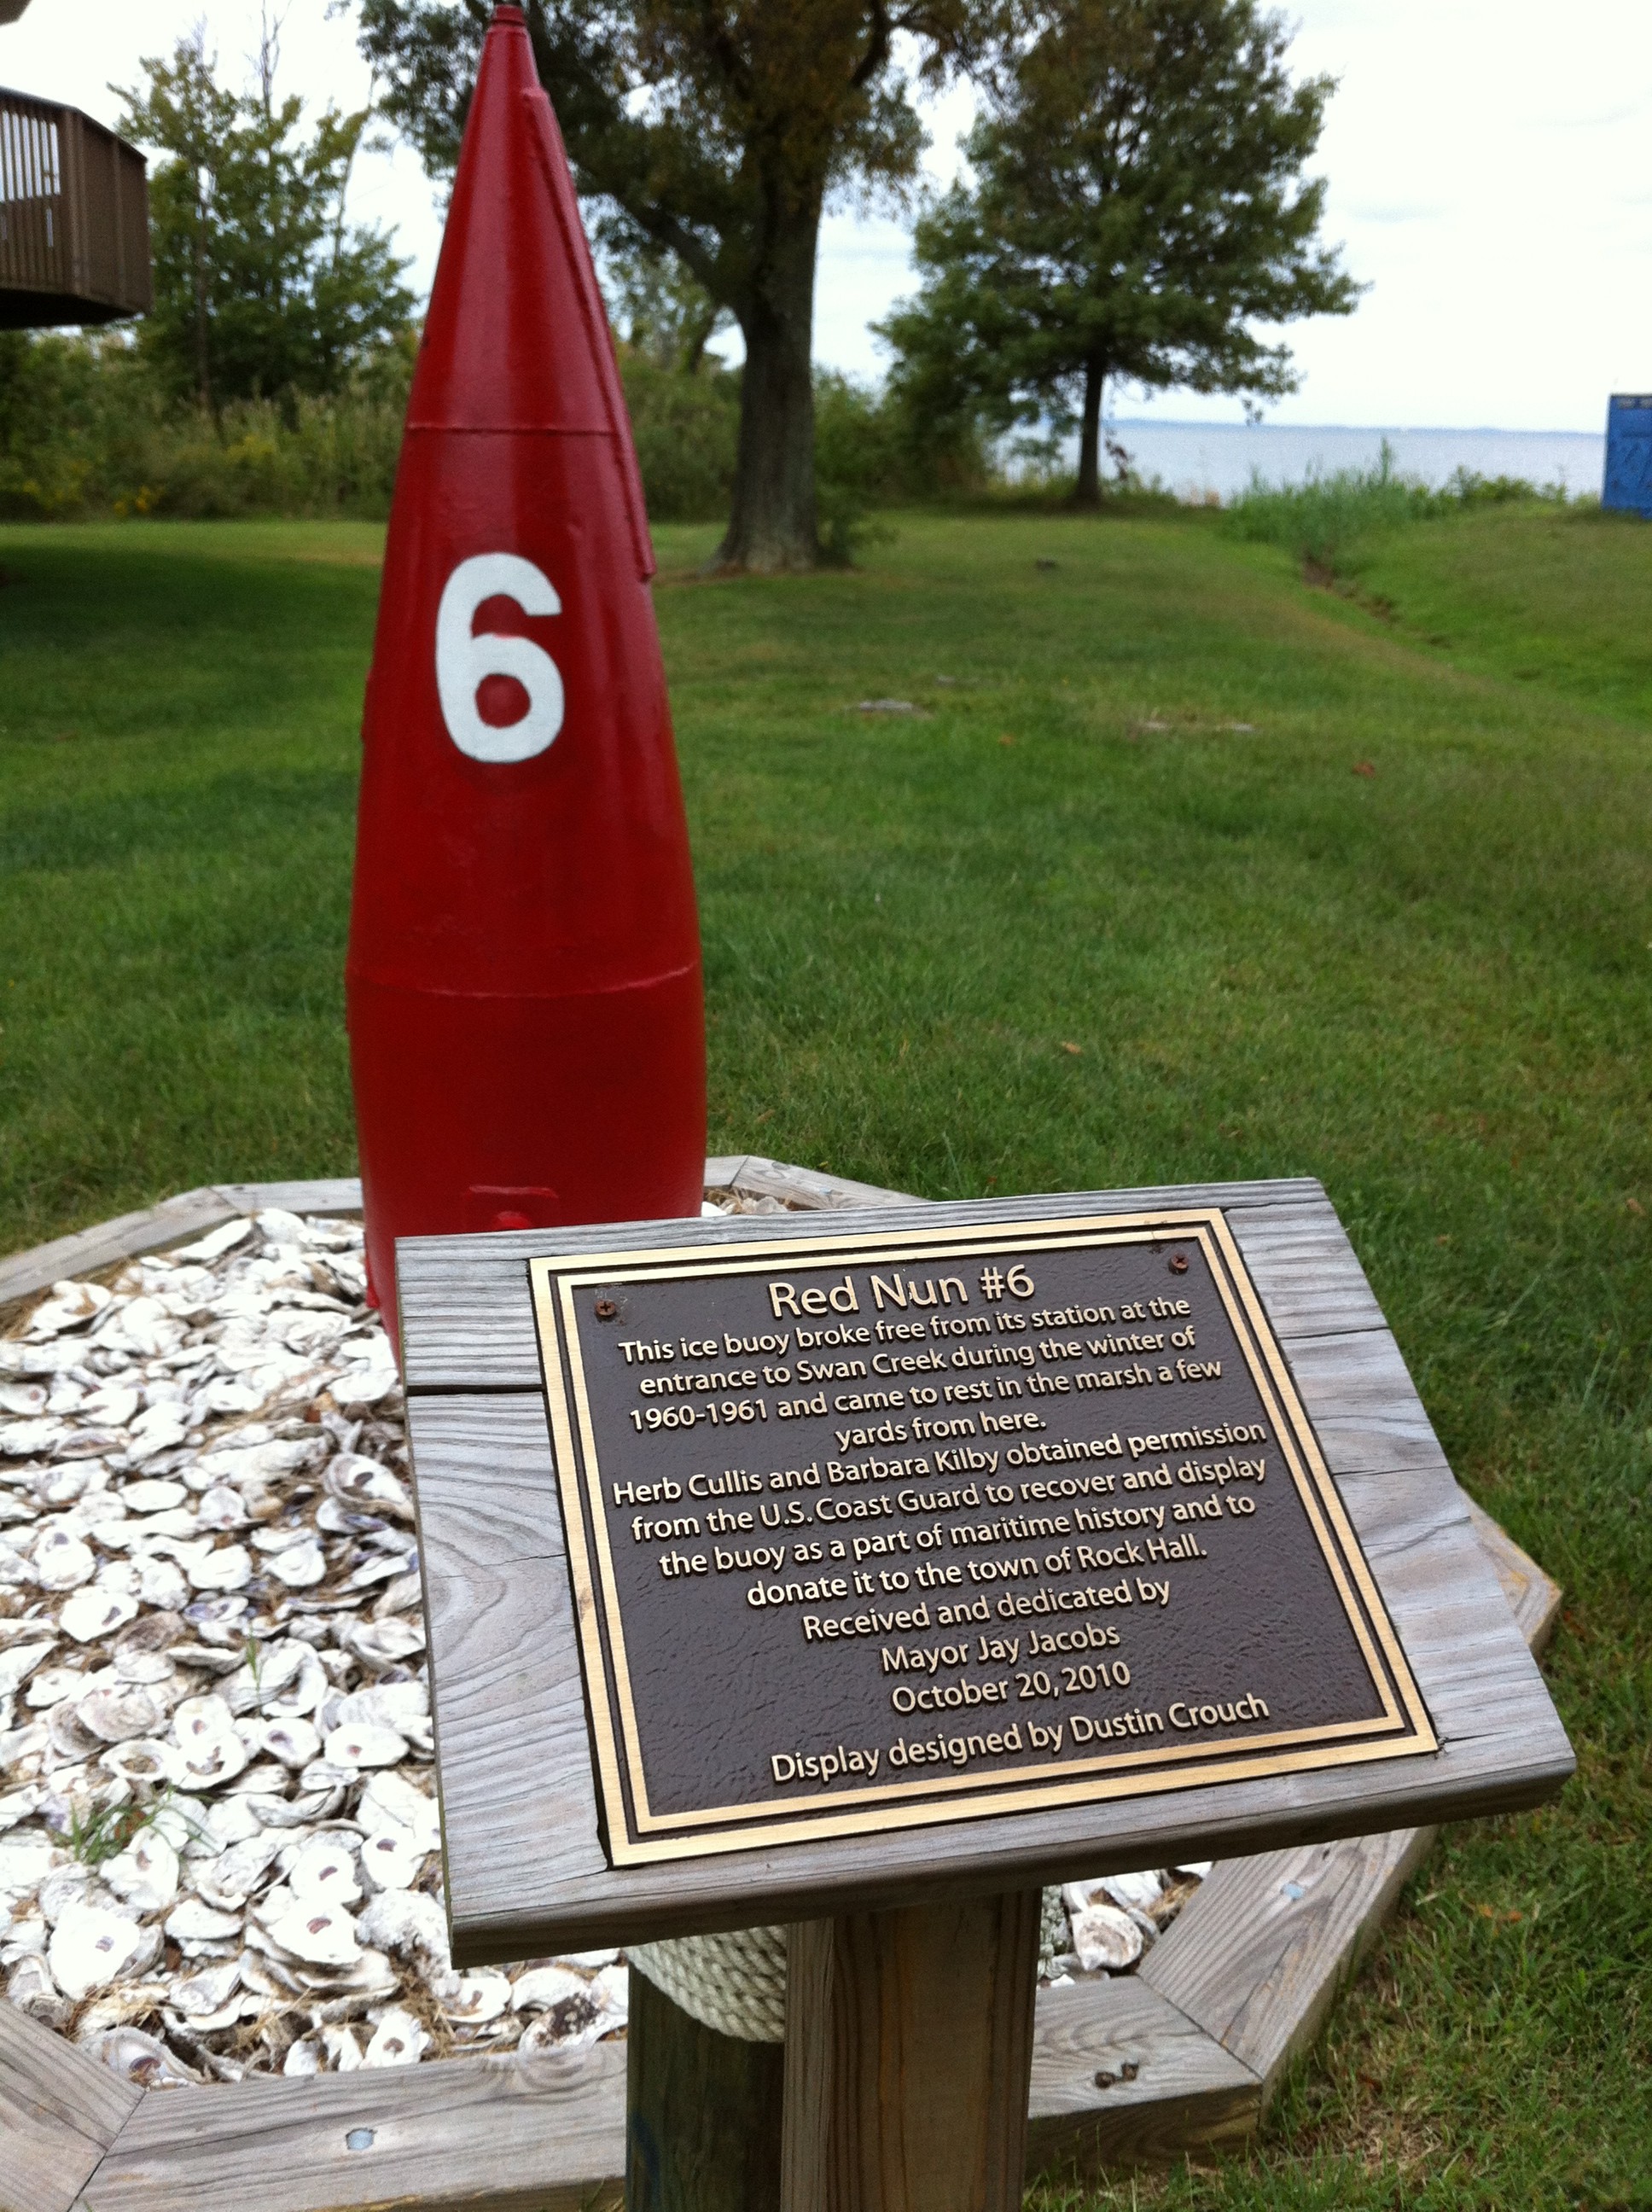 6
Red Nun #6
This ice buoy broke free from its station at the
entrance to Swan Creek during the winter of
1960-1961 and came to rest in the marsh a few
yards from here.
Herb Cullis and Barbara Kilby obtained permission
from the U.S. Coast Guard to recover and display
the buoy as a part of maritime history and to
donate it to the town of Rock Hall.
Received and dedicated by
Mayor Jay Jacobs
October 20, 2010
Display designed by Dustin Crouch